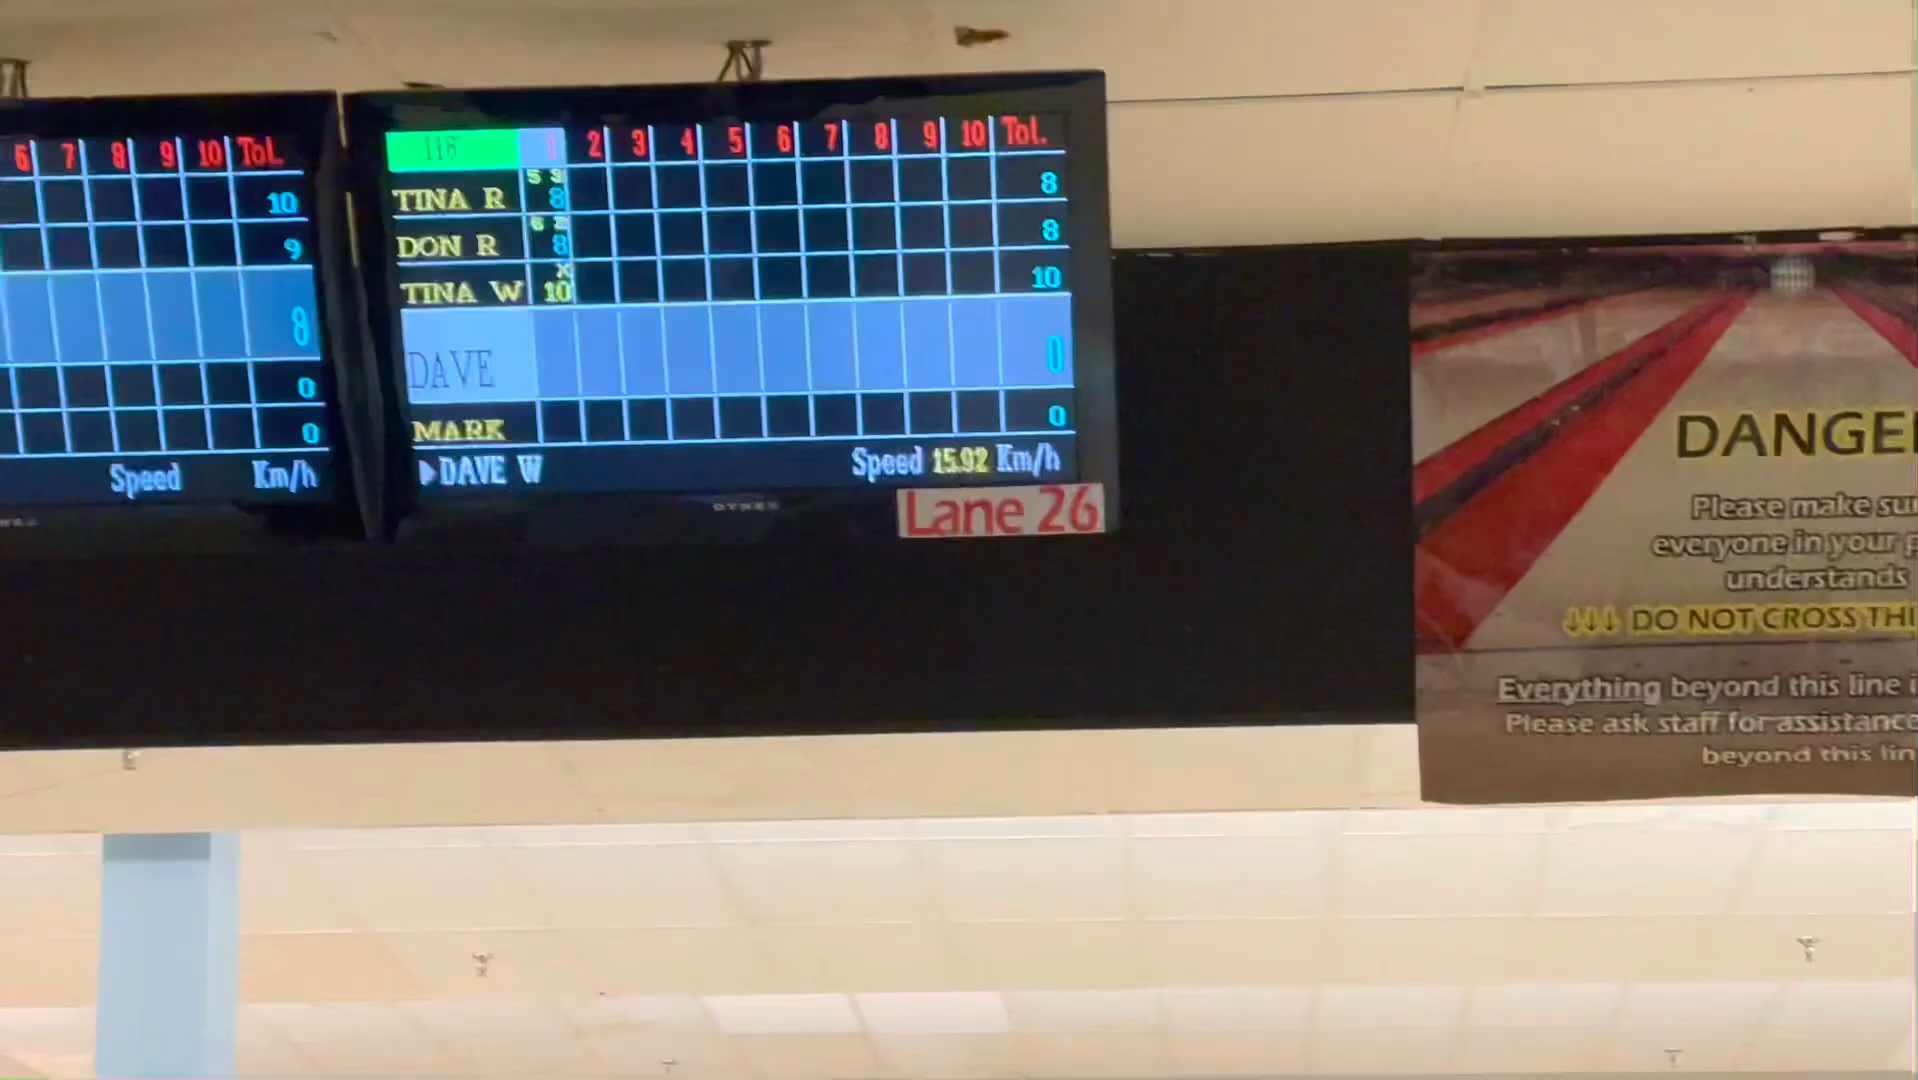 6 7 8 9 10 Tol.
10
9
8
0
0
Speed Km/h
116 1 2 3 4 5 6 7 8 9 10 Tol.
5 3
TINA R 8 8
6 2
DON R 8 8
X
TINA W 10 10
DAVE 0
MARK 0
DAVE W Speed 15.92 Km/h
DYNEX
Lane 26
DANGE
Please make su
everyone in your p
understands
↓↓↓ DO NOT CROSS THI
Everything beyond this line i
Please ask staff for assistance
beyond this lin